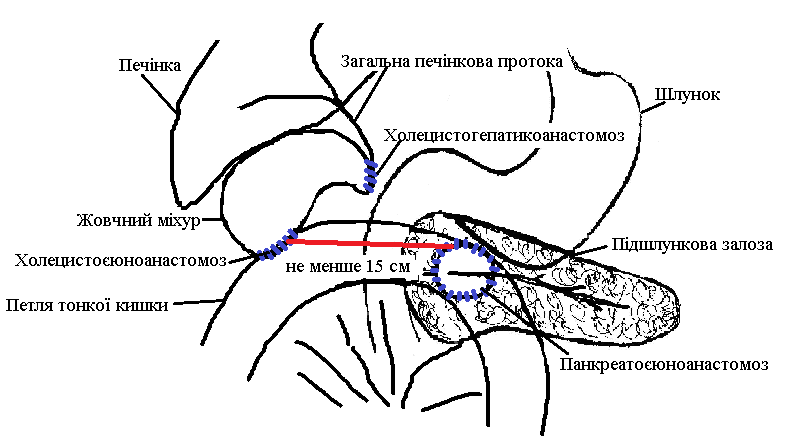 Печінка
Загальна печінкова протока
Шлунок
Холецистогепатикоанастомоз
Жовчний міхур
Підшлункова залоза
Холецистоєюноанастомоз
не менше 15 см
Петля тонкої кишки
Панкреатоєюноанастомоз